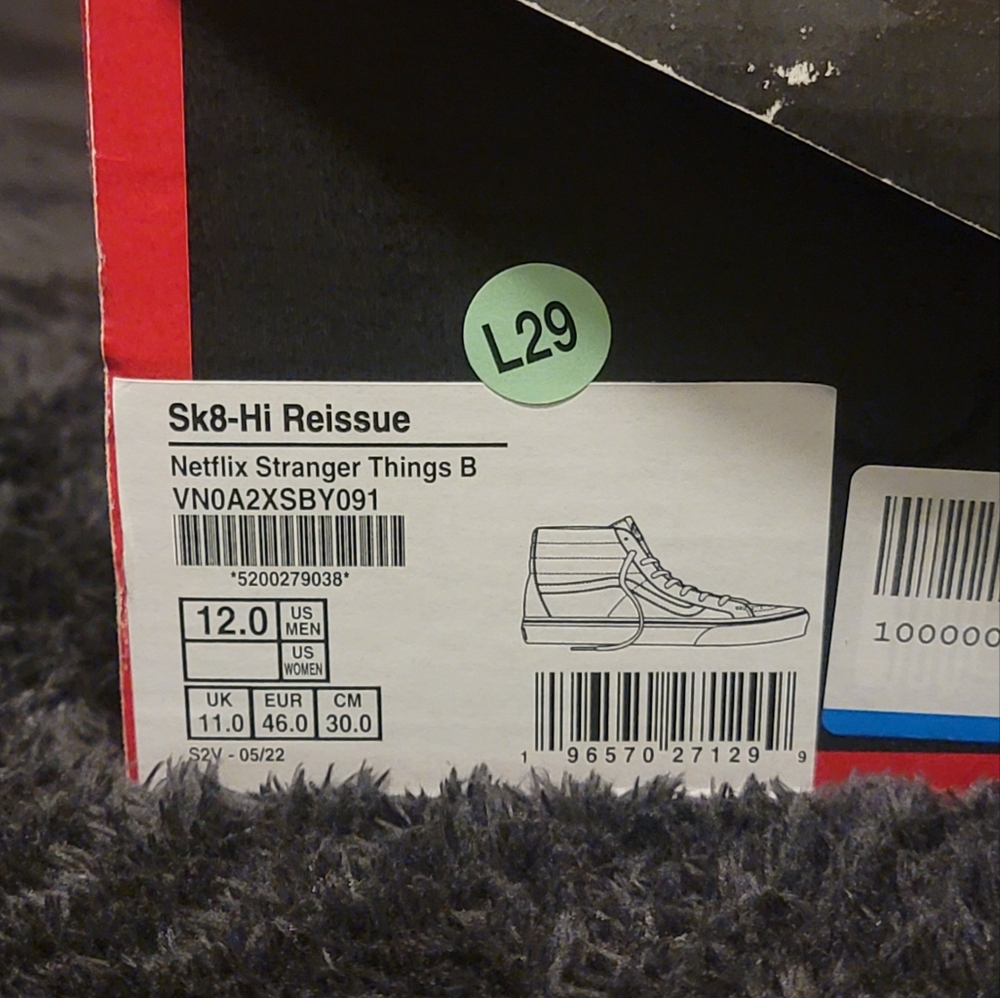 L29
Sk8-Hi Reissue
Netflix Stranger Things B
VN0A2XSBY091
*5200279038*
12.0 US MEN
US WOMEN
UK EUR CM
11.0 46.0 30.0
S2V - 05/22
1 96570 27129 9
100000